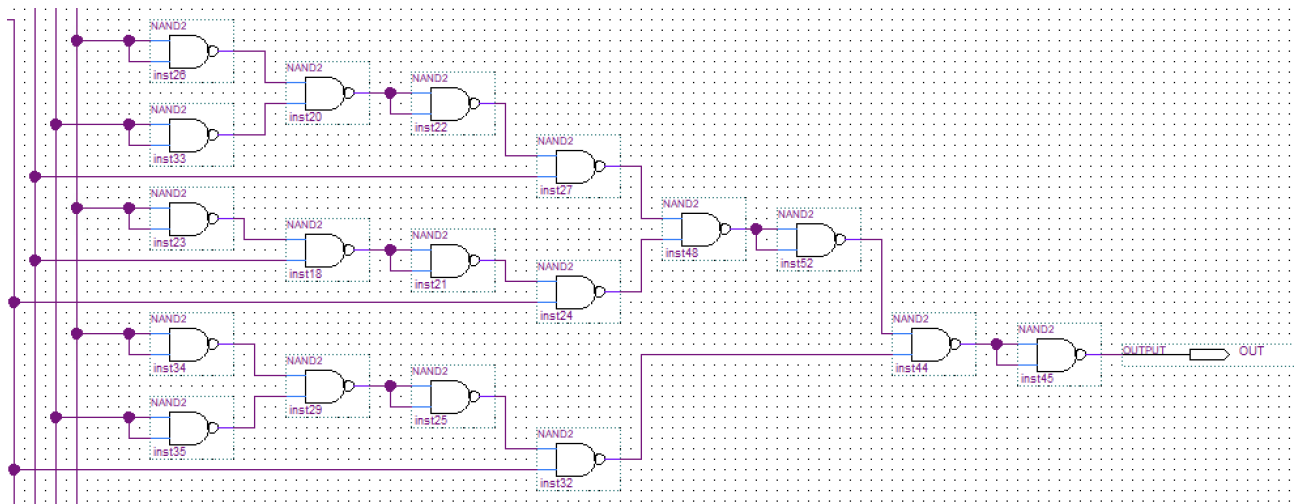 NAND2
inst26
NAND2
inst20
NAND2
inst22
NAND2
inst33
NAND2
inst27
NAND2
inst23
NAND2
inst18
NAND2
inst21
NAND2
inst24
NAND2
inst48
NAND2
inst52
NAND2
inst34
NAND2
inst29
NAND2
inst25
NAND2
inst35
NAND2
inst32
NAND2
inst44
NAND2
inst45
OUTPUT
OUT